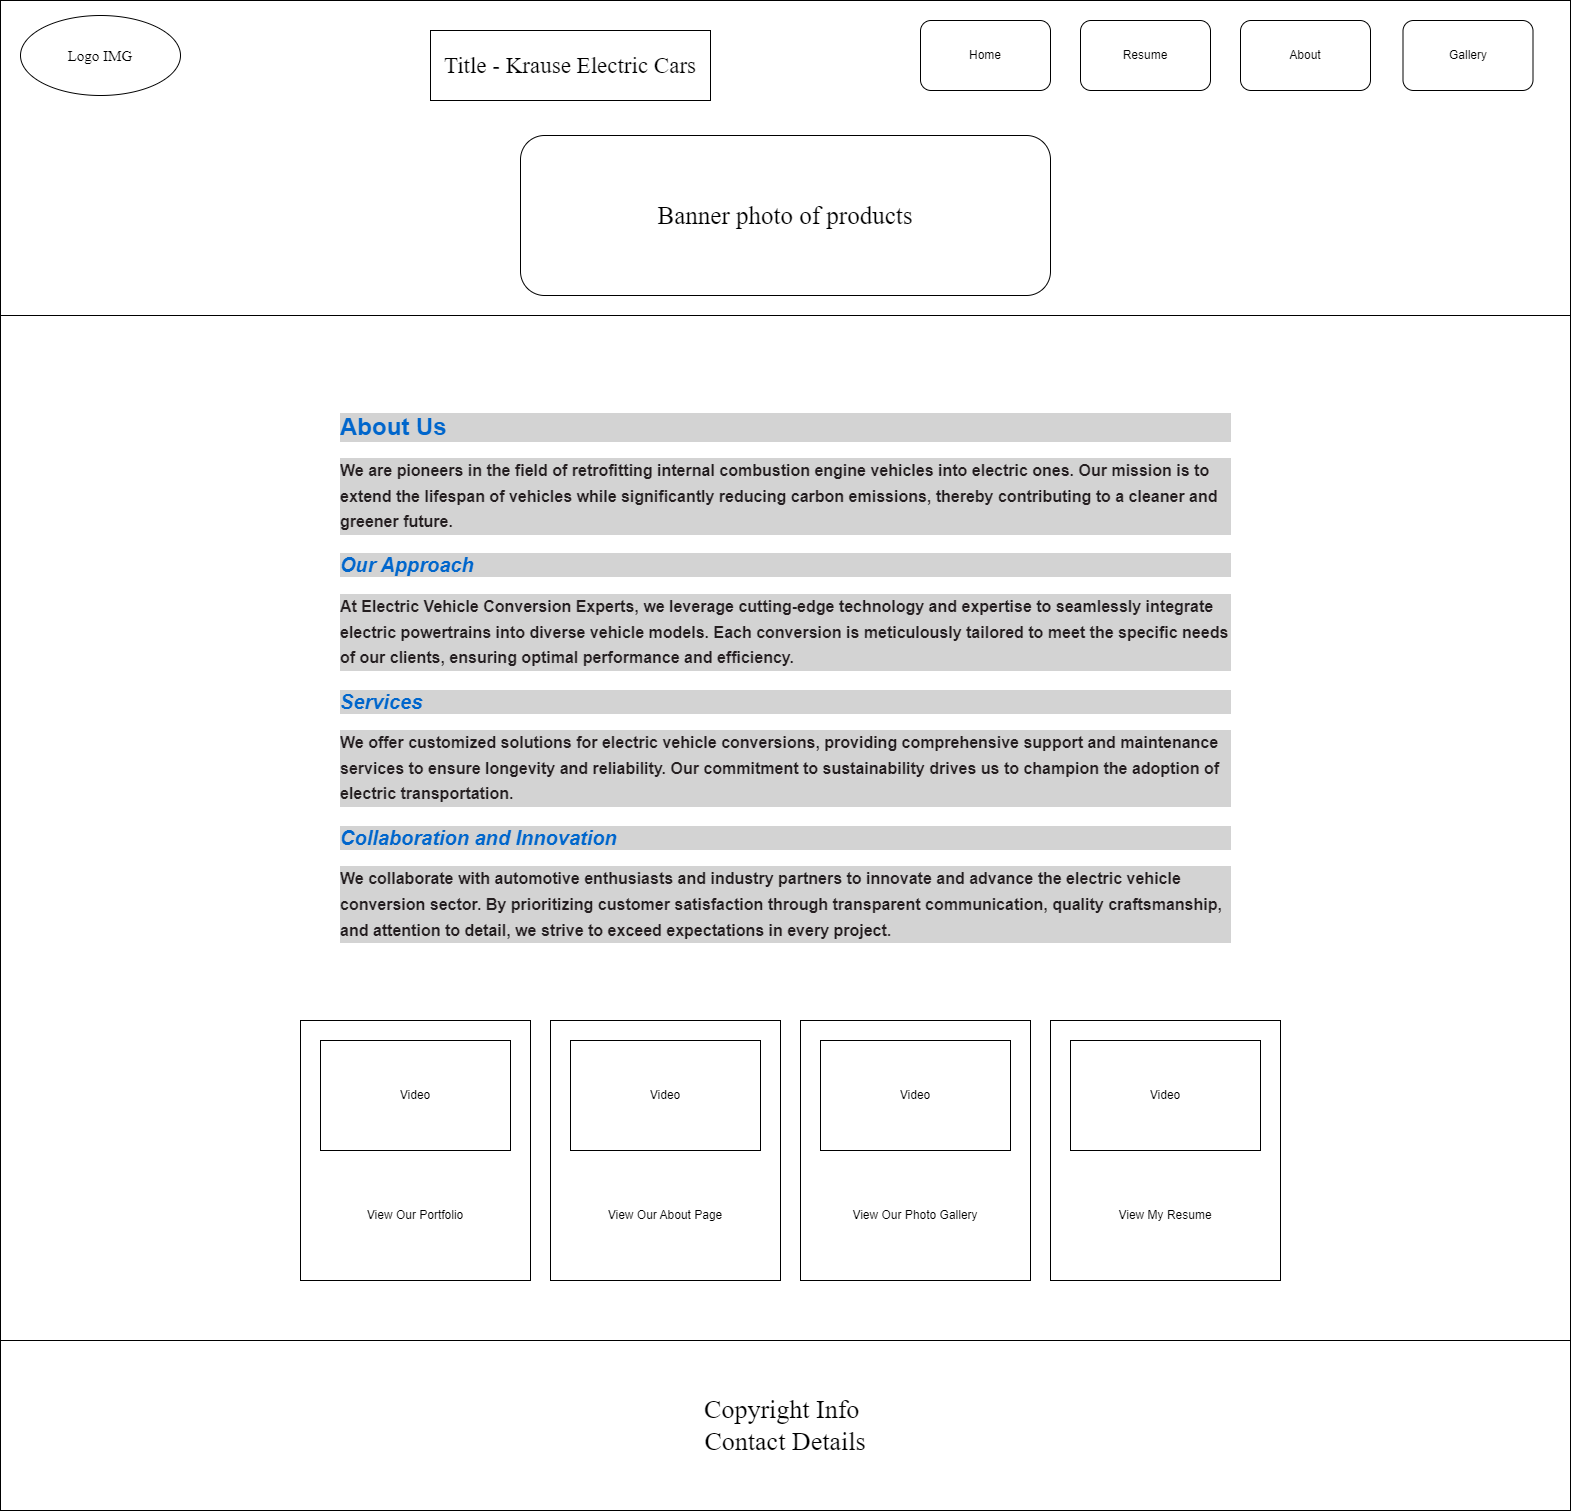 Logo IMG
Title - Krause Electric Cars
Home
Resume
About
Gallery
Banner photo of products
About Us
We are pioneers in the field of retrofitting internal combustion engine vehicles into electric ones. Our mission is to
extend the lifespan of vehicles while significantly reducing carbon emissions, thereby contributing to a cleaner and
greener future.
Our Approach
At Electric Vehicle Conversion Experts, we leverage cutting-edge technology and expertise to seamlessly integrate
electric powertrains into diverse vehicle models. Each conversion is meticulously tailored to meet the specific needs
of our clients, ensuring optimal performance and efficiency.
Services
We offer customized solutions for electric vehicle conversions, providing comprehensive support and maintenance
services to ensure longevity and reliability. Our commitment to sustainability drives us to champion the adoption of
electric transportation.
Collaboration and Innovation
We collaborate with automotive enthusiasts and industry partners to innovate and advance the electric vehicle
conversion sector. By prioritizing customer satisfaction through transparent communication, quality craftsmanship,
and attention to detail, we strive to exceed expectations in every project.
Video
Video
Video
Video
View Our Portfolio
View Our About Page
View Our Photo Gallery
View My Resume
Copyright Info
Contact Details